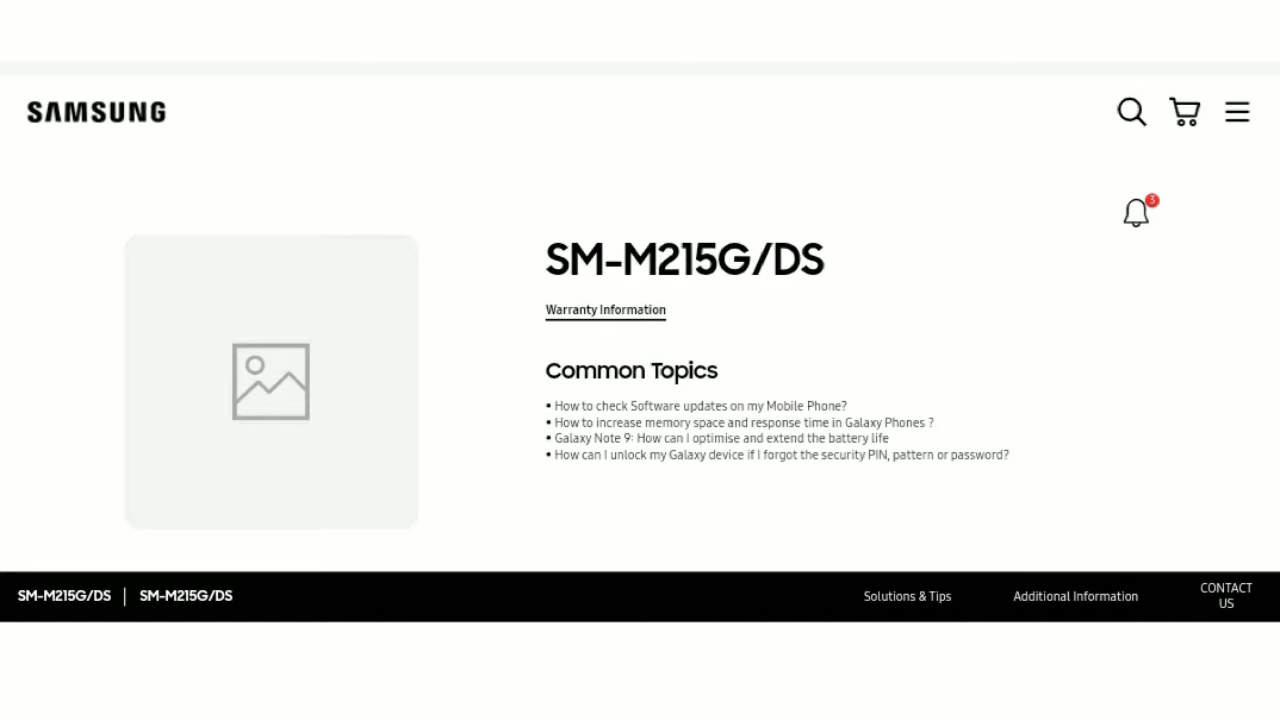 SAMSUNG
3
SM-M215G/DS
Warranty Information
Common Topics
• How to check Software updates on my Mobile Phone?
• How to increase memory space and response time in Galaxy Phones ?
• Galaxy Note 9: How can I optimise and extend the battery life
• How can I unlock my Galaxy device if I forgot the security PIN, pattern or password?
SM-M215G/DS | SM-M215G/DS
Solutions & Tips
Additional Information
CONTACT
US